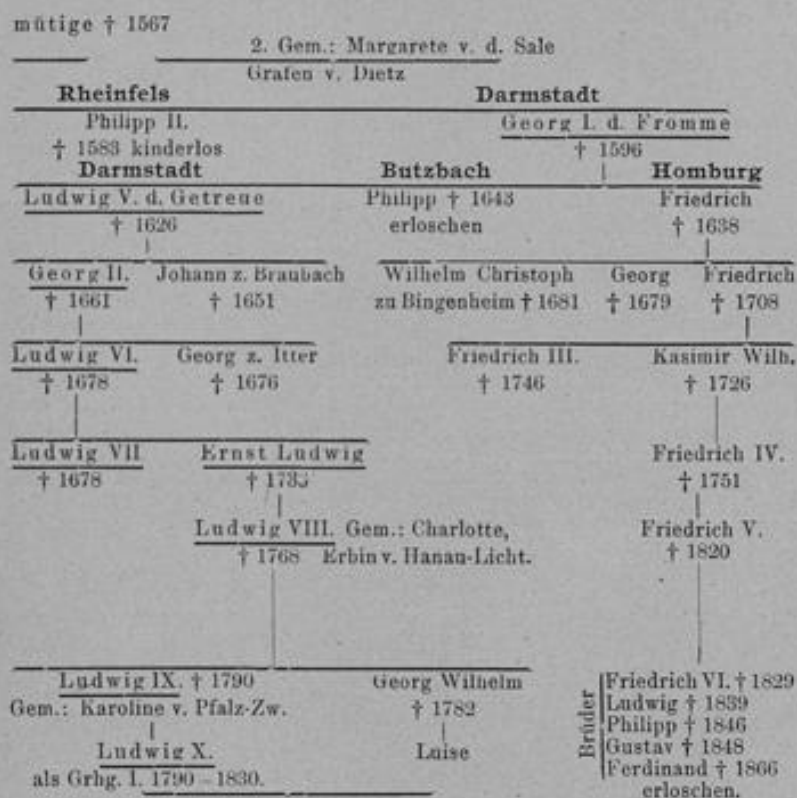 mütige † 1567
2. Gem.: Margarete v. d. Sale
Grafen v. Dietz
Rheinfels Darmstadt
Philipp II. Georg I. d. Fromme
† 1583 kinderlos † 1596
Darmstadt Butzbach Homburg
Ludwig V. d. Getreue Philipp † 1643 Friedrich
† 1626 erloschen † 1638
Georg II. Johann z. Braubach Wilhelm Christoph Georg Friedrich
† 1661 † 1651 zu Bingenheim † 1681 † 1679 † 1708
Ludwig VI. Georg z. Itter Friedrich III. Kasimir Wilh.
† 1678 † 1676 † 1746 † 1726
Ludwig VII Ernst Ludwig Friedrich IV.
† 1678 † 1751
Ludwig VIII. Gem.: Charlotte, Friedrich V.
† 1768 Erbin v. Hanau-Licht. † 1820
Ludwig IX. † 1790 Georg Wilhelm
Gem.: Karoline v. Pfalz-Zw. † 1782
Ludwig X. Luise
als Grhg. I. 1790–1830.
Brüder
Friedrich VI. † 1829
Ludwig † 1839
Philipp † 1846
Gustav † 1848
Ferdinand † 1866
erloschen.